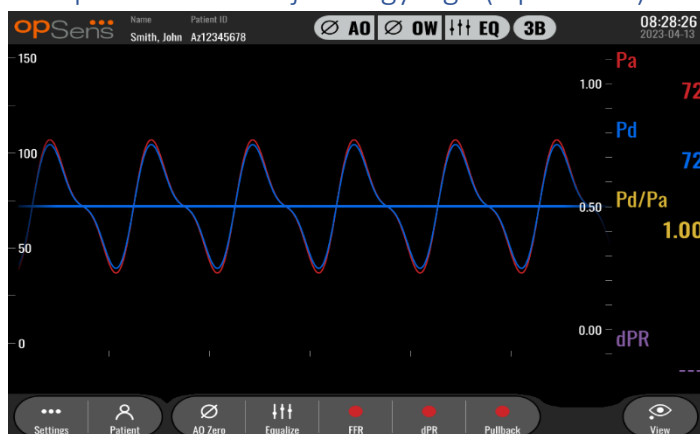 opSens
Name Patient ID
Smith, John Az12345678
AO OW EQ 3B
08:28:26
2023-04-13
150
100
50
0
1.00
0.50
0.00
Pa
72
Pd
72
Pd/Pa
1.00
dPR
---
Settings Patient AO Zero Equalize FFR dPR Pullback View